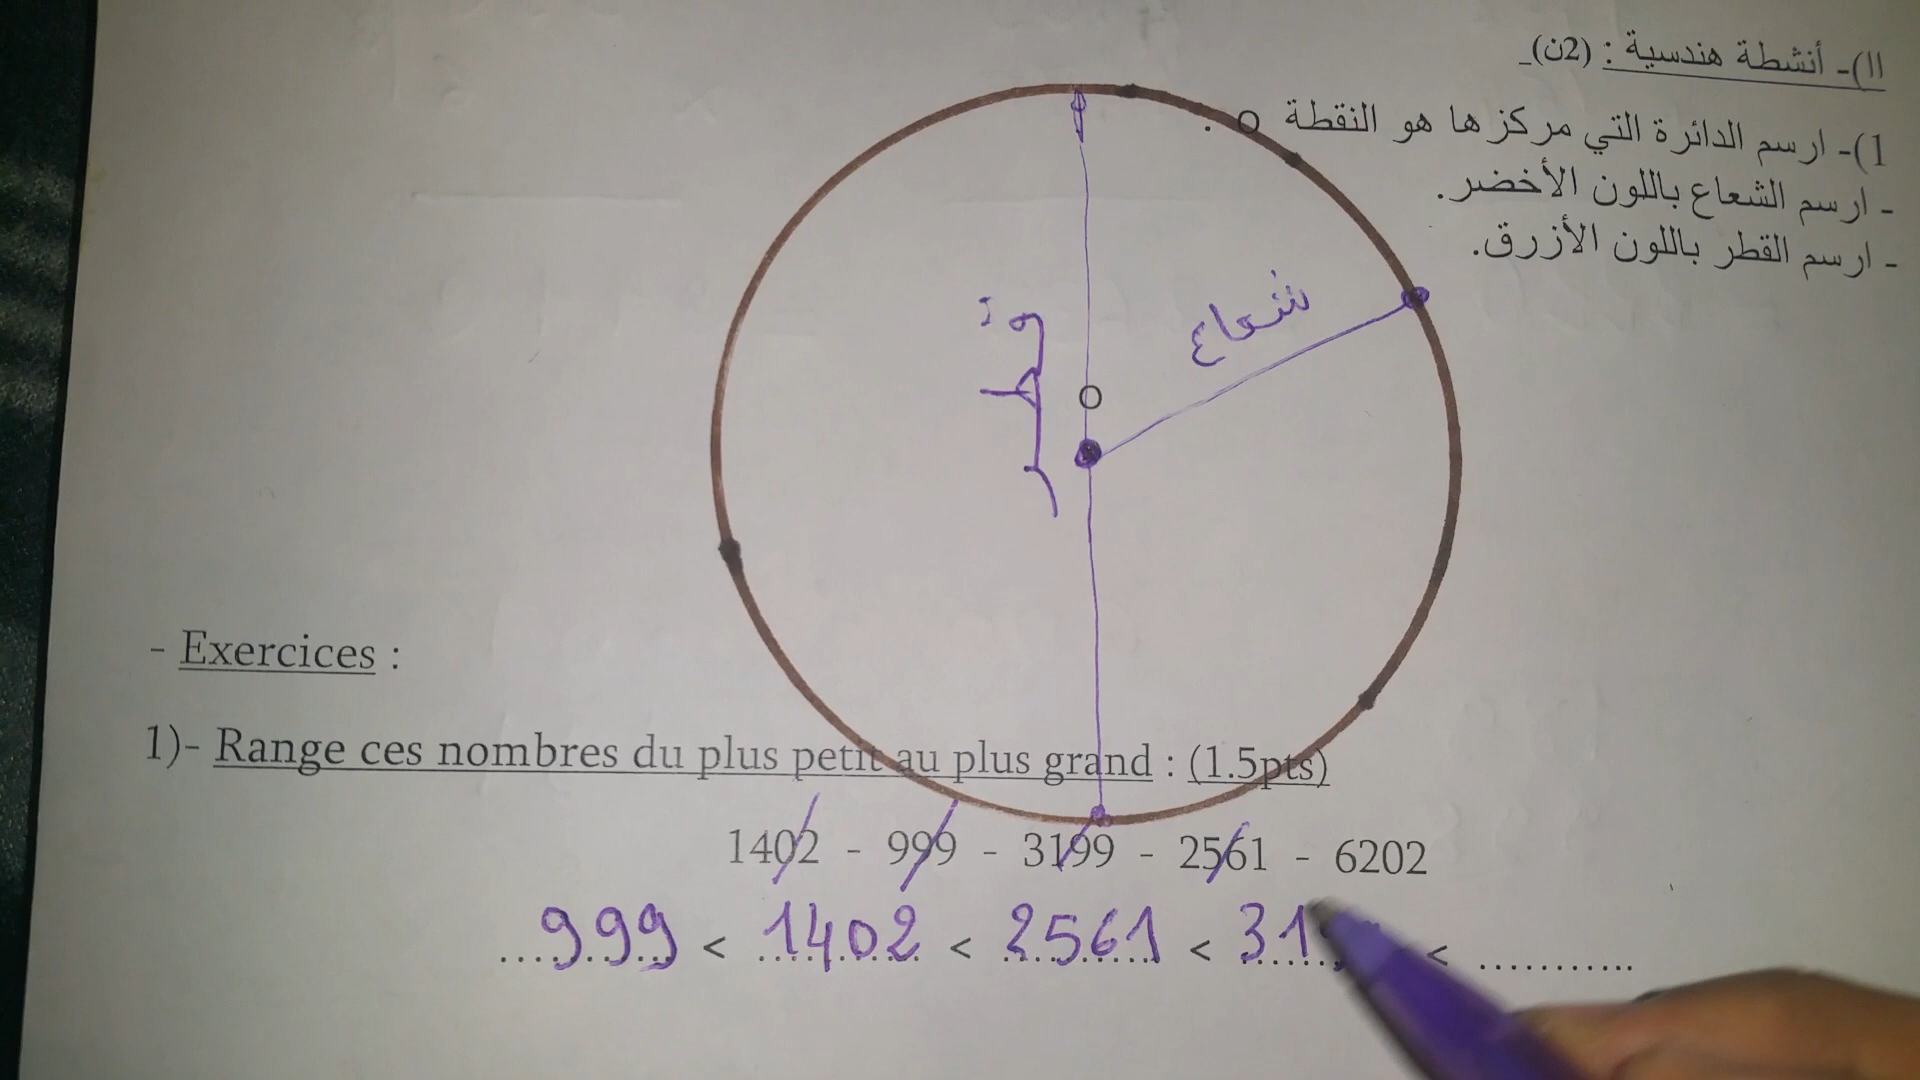 II)- أنشطة هندسية : (2ن)
1)- ارسم الدائرة التي مركزها هو النقطة O .
- ارسم الشعاع باللون الأخضر.
- ارسم القطر باللون الأزرق.
شعاع
قطر
O
- Exercices :
1)- Range ces nombres du plus petit au plus grand : (1.5pts)
1402 - 999 - 3199 - 2561 - 6202
999 < 1402 < 2561 < 31 < ...........